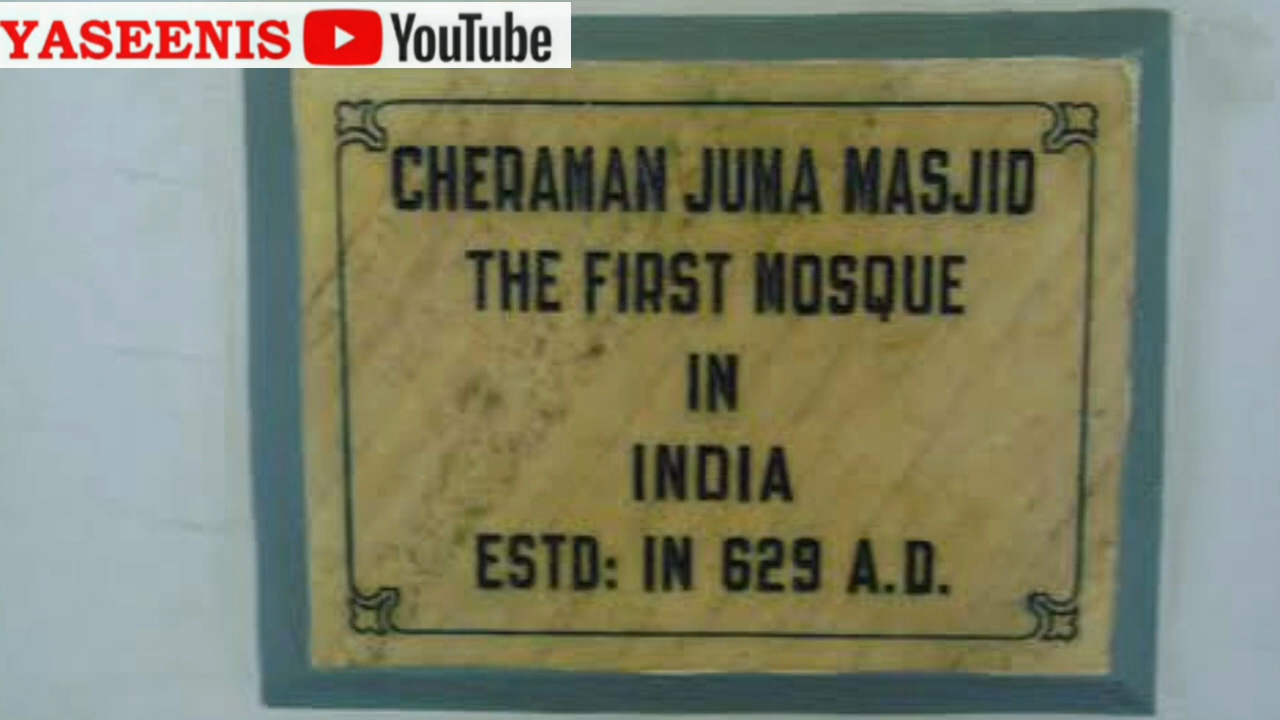 YASEENIS YouTube
CHERAMAN JUMA MASJID
THE FIRST MOSQUE
IN
INDIA
ESTD: IN 629 A.D.